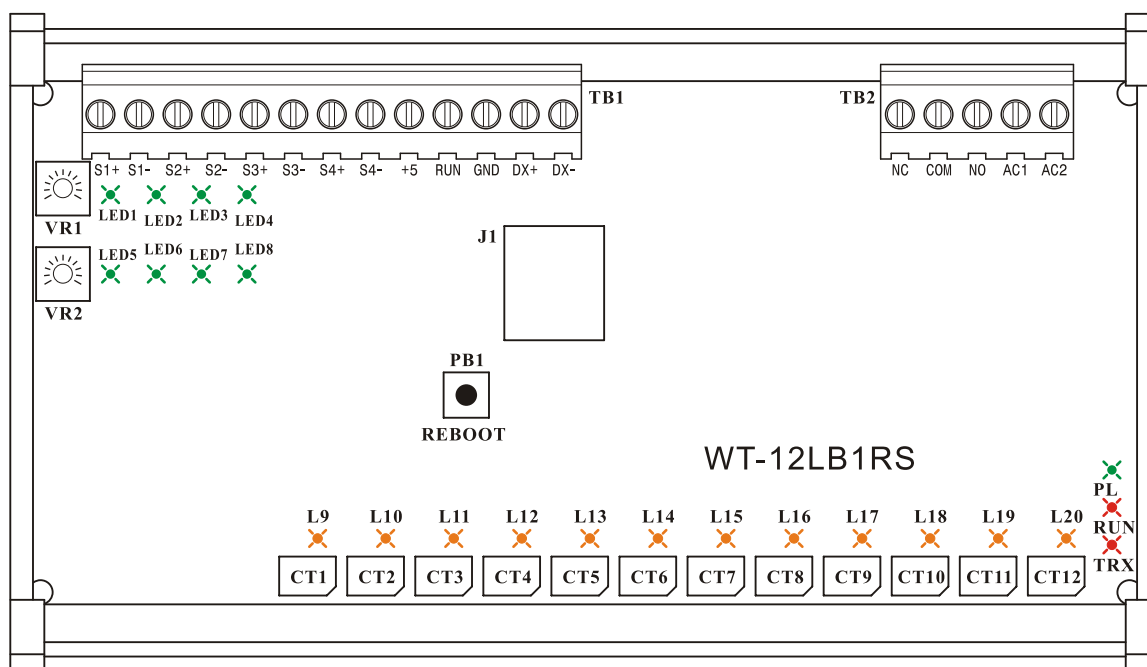 TB1
TB2
S1+ S1- S2+ S2- S3+ S3- S4+ S4- +5 RUN GND DX+ DX-
NC COM NO AC1 AC2
VR1
LED1 LED2 LED3 LED4
J1
LED5 LED6 LED7 LED8
VR2
PB1
REBOOT
WT-12LB1RS
PL
L9 L10 L11 L12 L13 L14 L15 L16 L17 L18 L19 L20
RUN
TRX
CT1 CT2 CT3 CT4 CT5 CT6 CT7 CT8 CT9 CT10 CT11 CT12